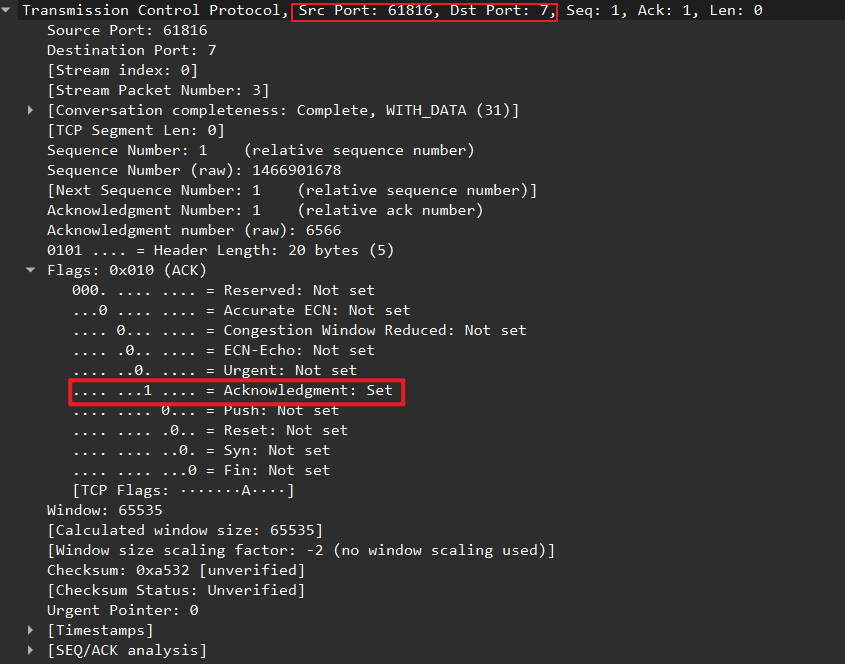 Transmission Control Protocol, Src Port: 61816, Dst Port: 7, Seq: 1, Ack: 1, Len: 0
Source Port: 61816
Destination Port: 7
[Stream index: 0]
[Stream Packet Number: 3]
[Conversation completeness: Complete, WITH_DATA (31)]
[TCP Segment Len: 0]
Sequence Number: 1    (relative sequence number)
Sequence Number (raw): 1466901678
[Next Sequence Number: 1    (relative sequence number)]
Acknowledgment Number: 1    (relative ack number)
Acknowledgment number (raw): 6566
0101 .... = Header Length: 20 bytes (5)
Flags: 0x010 (ACK)
000. .... .... = Reserved: Not set
...0 .... .... = Accurate ECN: Not set
.... 0... .... = Congestion Window Reduced: Not set
.... .0.. .... = ECN-Echo: Not set
.... ..0. .... = Urgent: Not set
.... ...1 .... = Acknowledgment: Set
.... .... 0... = Push: Not set
.... .... .0.. = Reset: Not set
.... .... ..0. = Syn: Not set
.... .... ...0 = Fin: Not set
[TCP Flags: ·······A····]
Window: 65535
[Calculated window size: 65535]
[Window size scaling factor: -2 (no window scaling used)]
Checksum: 0xa532 [unverified]
[Checksum Status: Unverified]
Urgent Pointer: 0
[Timestamps]
[SEQ/ACK analysis]